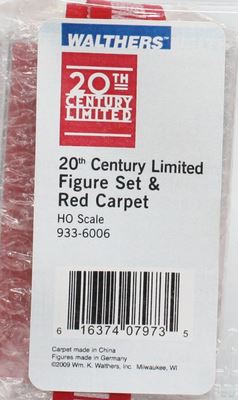 WALTHERS™
20TH
CENTURY
LIMITED
20th Century Limited
Figure Set &
Red Carpet
HO Scale
933-6006
6 16374 07973 5
Carpet made in China
Figures made in Germany
©2009 Wm. K. Walthers, Inc. Milwaukee, WI